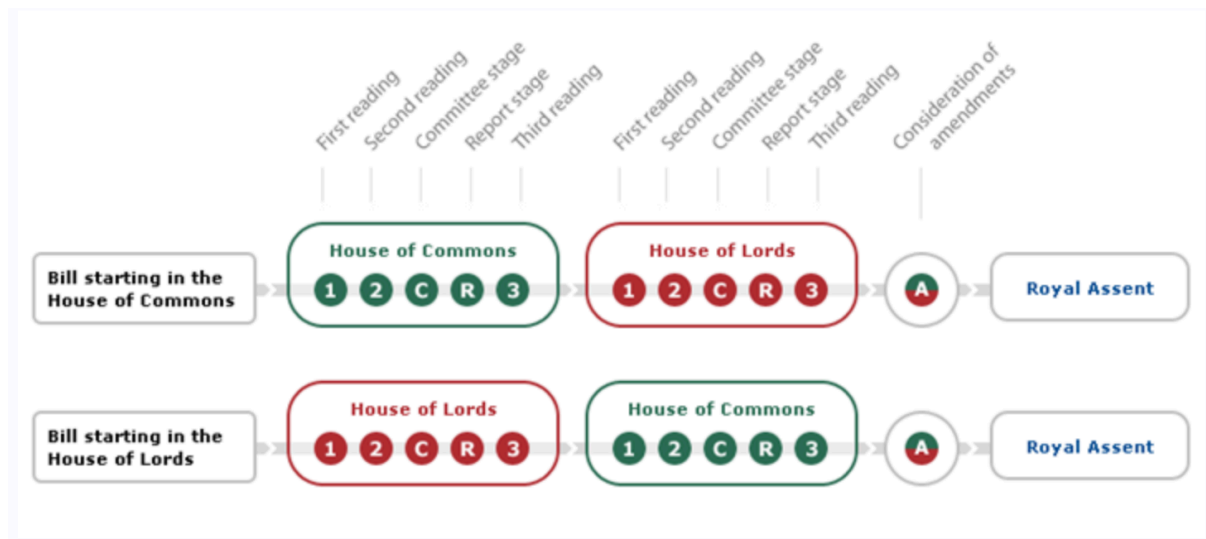 First reading
Second reading
Committee stage
Report stage
Third reading
First reading
Second reading
Committee stage
Report stage
Third reading
Consideration of
amendments
Bill starting in the
House of Commons
House of Commons
1 2 C R 3
House of Lords
1 2 C R 3
A
Royal Assent
Bill starting in the
House of Lords
House of Lords
1 2 C R 3
House of Commons
1 2 C R 3
A
Royal Assent